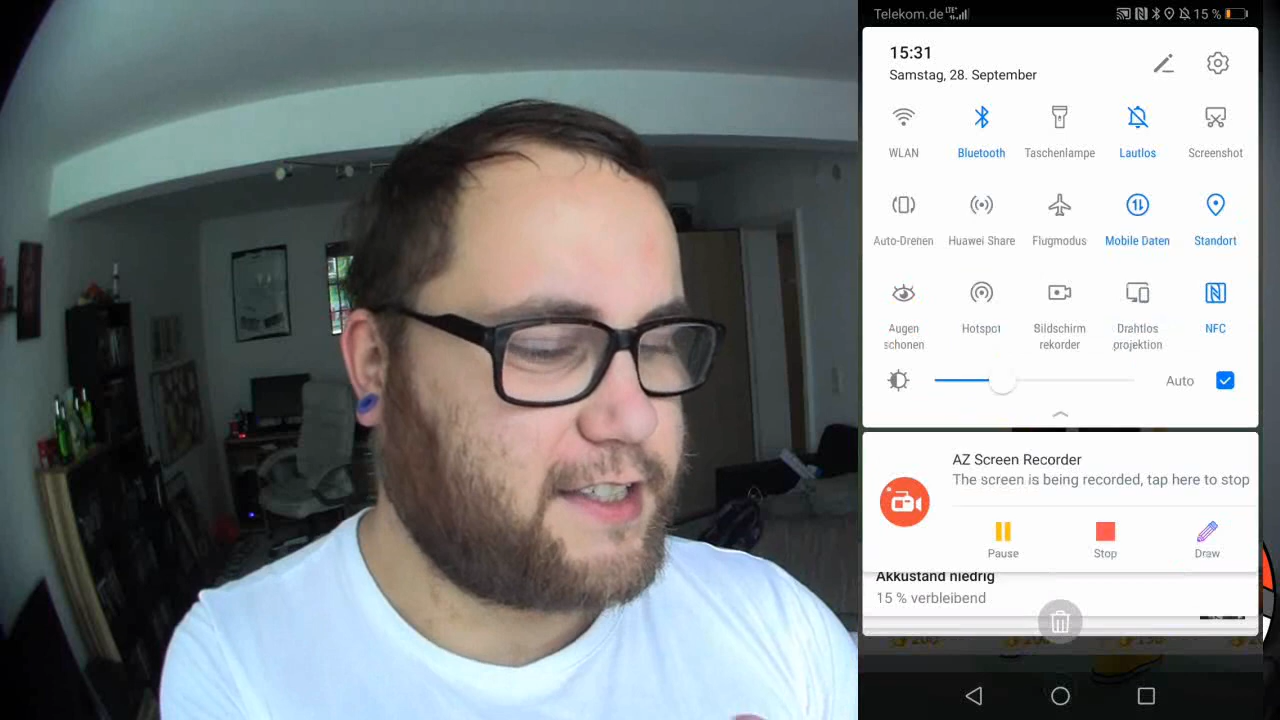 Telekom.de LTE+ 15 %
15:31
Samstag, 28. September
WLAN Bluetooth Taschenlampe Lautlos Screenshot
Auto-Drehen Huawei Share Flugmodus Mobile Daten Standort
Augen schonen Hotspot Bildschirm rekorder Drahtlos projektion NFC
Auto
AZ Screen Recorder
The screen is being recorded, tap here to stop
Pause Stop Draw
Akkustand niedrig
15 % verbleibend